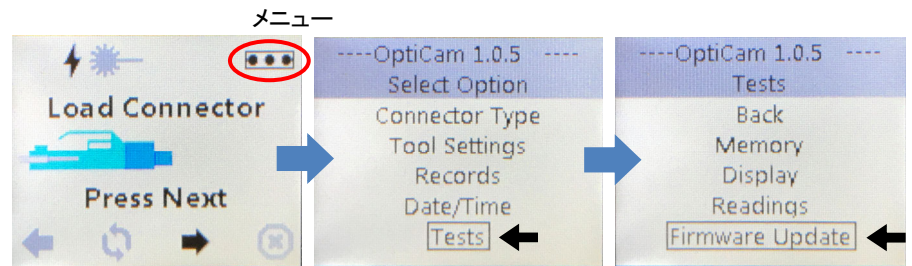 メニュー
Load Connector
Press Next
----OptiCam 1.0.5 ----
Select Option
Connector Type
Tool Settings
Records
Date/Time
Tests
----OptiCam 1.0.5 ----
Tests
Back
Memory
Display
Readings
Firmware Update